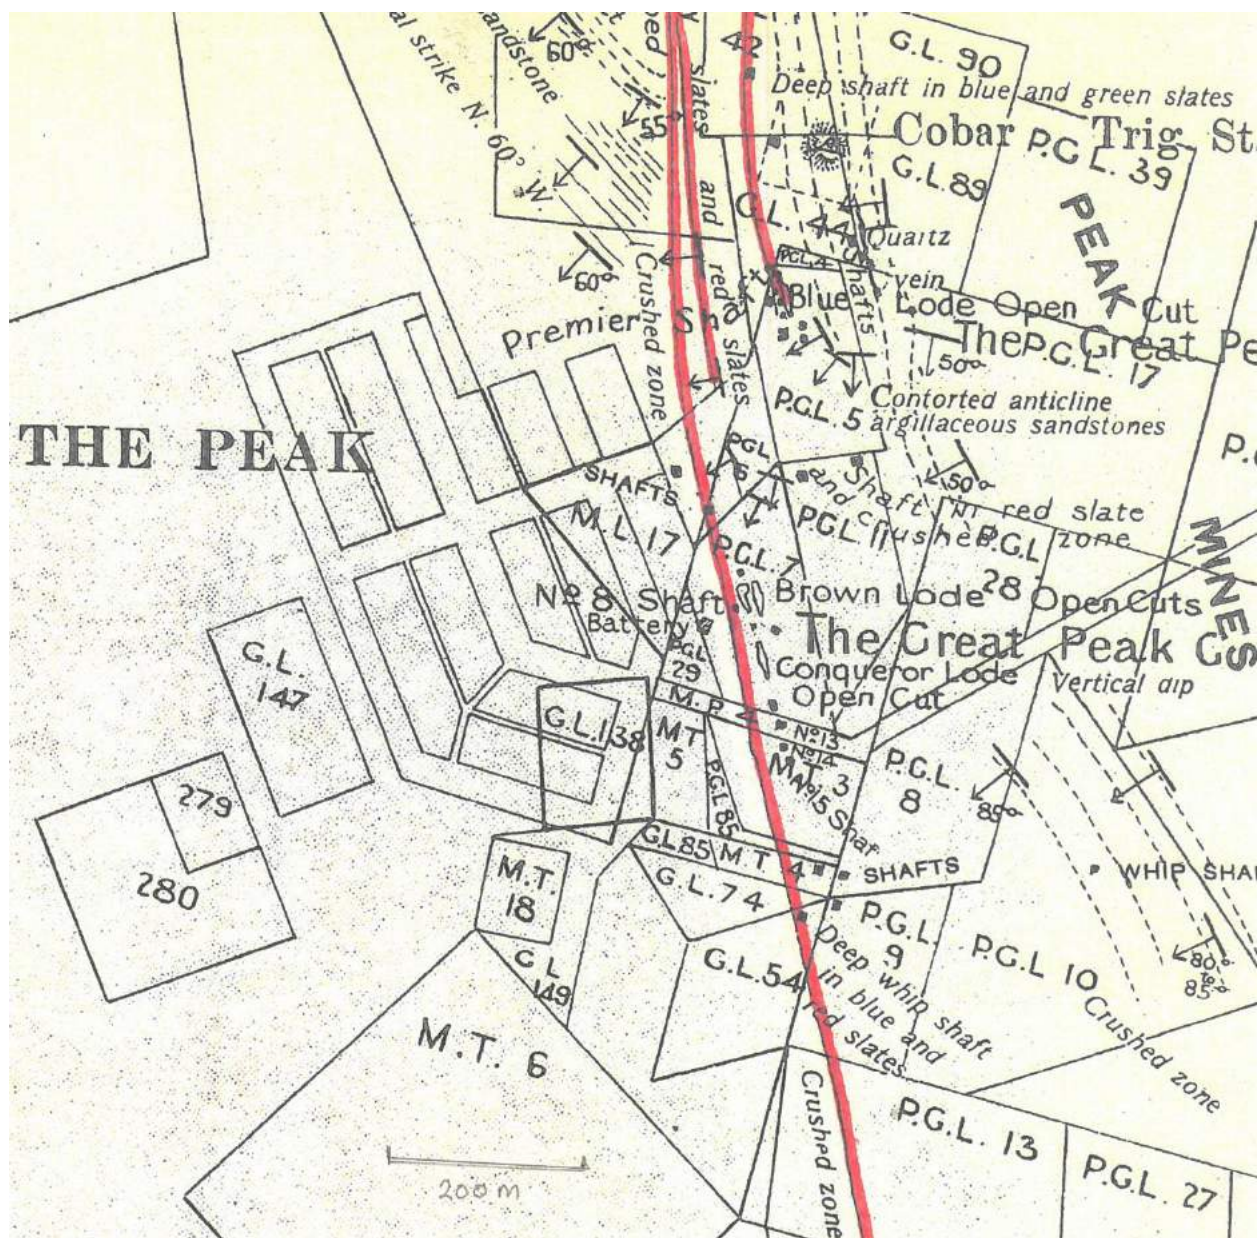 42
G.L. 90
60°
sandstone
al strike N. 60° W.
slates
Deep shaft in blue and green slates
55°
Cobar Trig. St
P.G.L. 39
G.L. 89
and
G.L. 44
PEAK
Quartz
vein
P.G.L. 4
60°
Crushed zone
red
Shafts
Blue Lode Open Cut
Premier Sh
The Great Pe
P.G.L. 17
50°
slates
P.G.L. 5
Contorted anticline
argillaceous sandstones
THE PEAK
P.G.L.
6
SHAFTS
50°
Shaft in red slate
and crushed zone
M.L. 17
P.G.L. 11
P.G.L.
28
P.G.L. 7
MINES
No 8 Shaft
Battery
Brown Lode Open Cuts
The Great Peak G
P.G.L.
29
Conqueror Lode
Open Cut
Vertical dip
G.L.
147
G.L. 138
M.P.
M.T.
5
No 13
No 14
M.T. 3
No 15 Shaf
P.G.L. 85
P.G.L.
8
85°
279
280
G.L. 85
M.T. 4
SHAFTS
WHIP SHA
M.T.
18
G.L. 74
P.G.L.
9
P.G.L. 10
G.L.
149
G.L. 54
Deep whip shaft
in blue and
red slates
80°
to
85°
Crushed zone
M.T. 6
Crushed zone
P.G.L. 13
P.G.L. 27
200 m